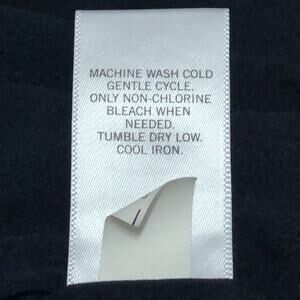 MACHINE WASH COLD
GENTLE CYCLE.
ONLY NON-CHLORINE
BLEACH WHEN
NEEDED.
TUMBLE DRY LOW.
COOL IRON.